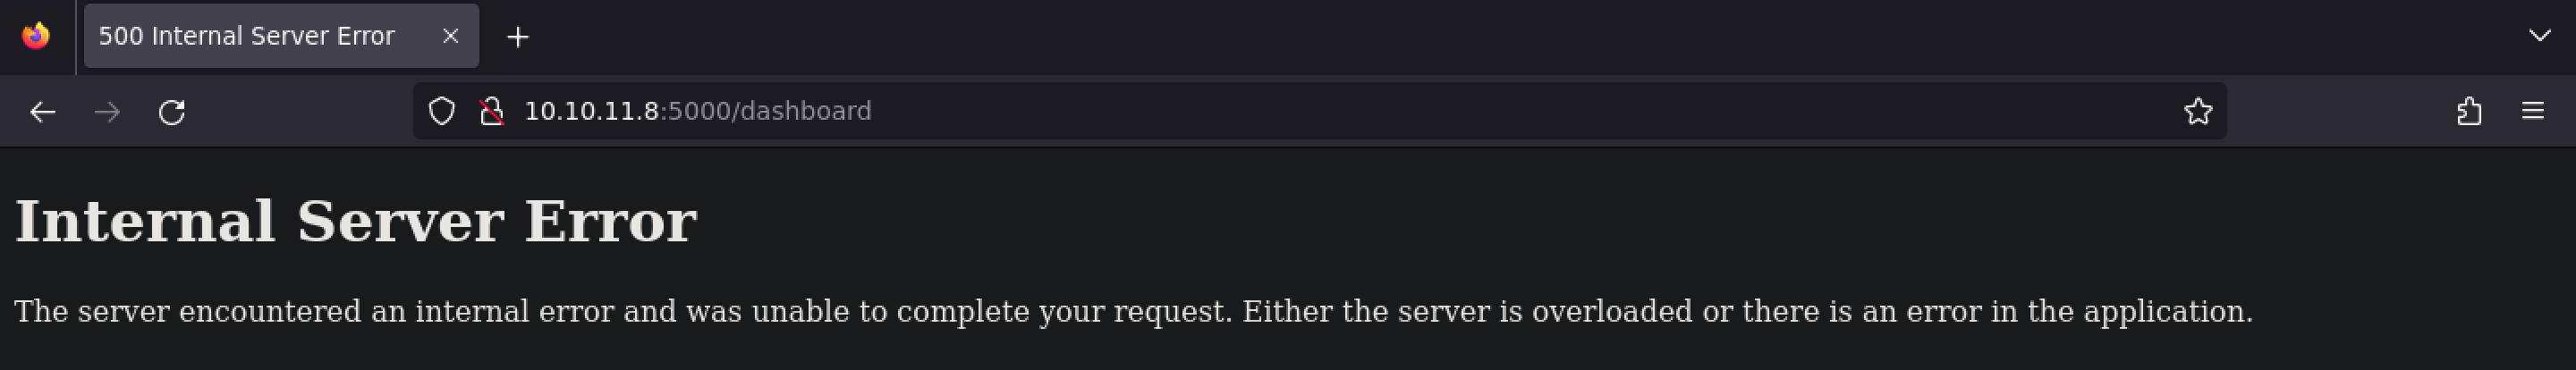 500 Internal Server Error
10.10.11.8:5000/dashboard
Internal Server Error
The server encountered an internal error and was unable to complete your request. Either the server is overloaded or there is an error in the application.